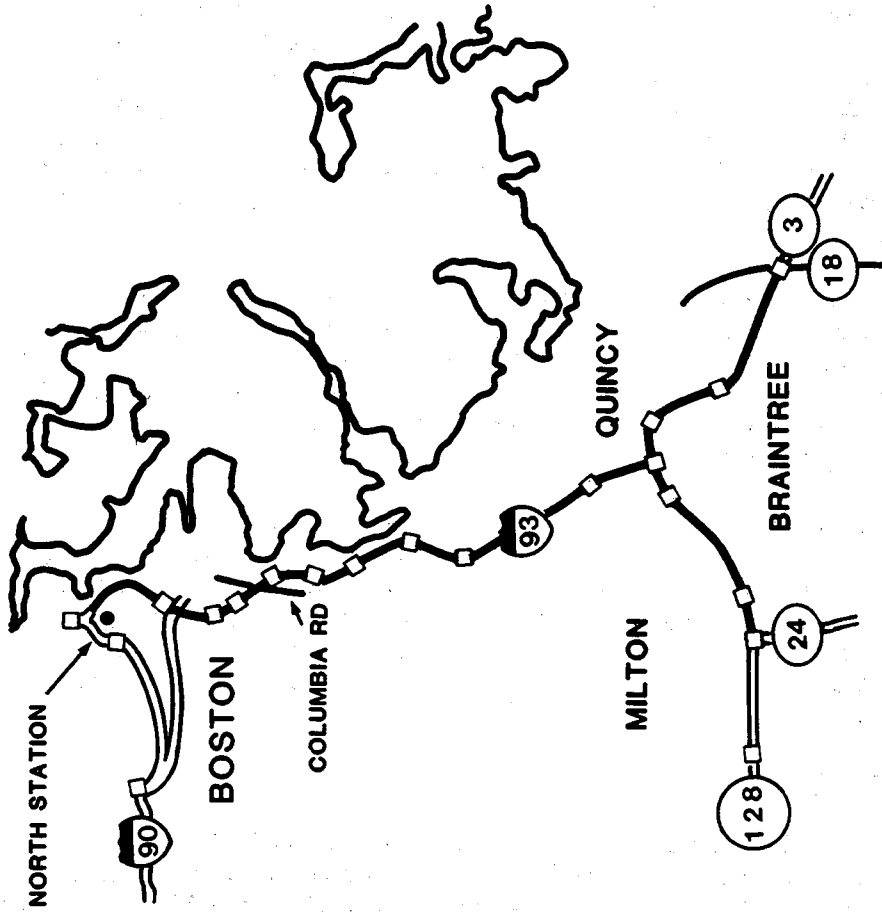 NORTH STATION
90
BOSTON
COLUMBIA RD
93
QUINCY
MILTON
BRAINTREE
3
18
24
128